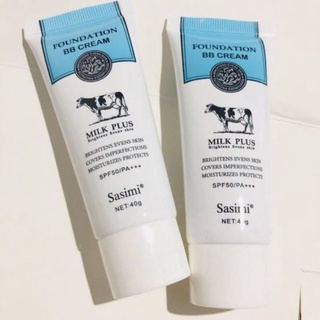 FOUNDATION
BB CREAM
MILK PLUS
Brightens Evens skin
BRIGHTENS EVENS SKIN
COVERS IMPERFECTIONS
MOISTURIZES PROTECTS
SPF50/PA+++
Sasimi®
NET:40g
FOUNDATION
BB CREAM
MILK PLUS
Brightens Evens skin
BRIGHTENS EVENS SKIN
COVERS IMPERFECTIONS
MOISTURIZES PROTECTS
SPF50/PA+++
Sasimi®